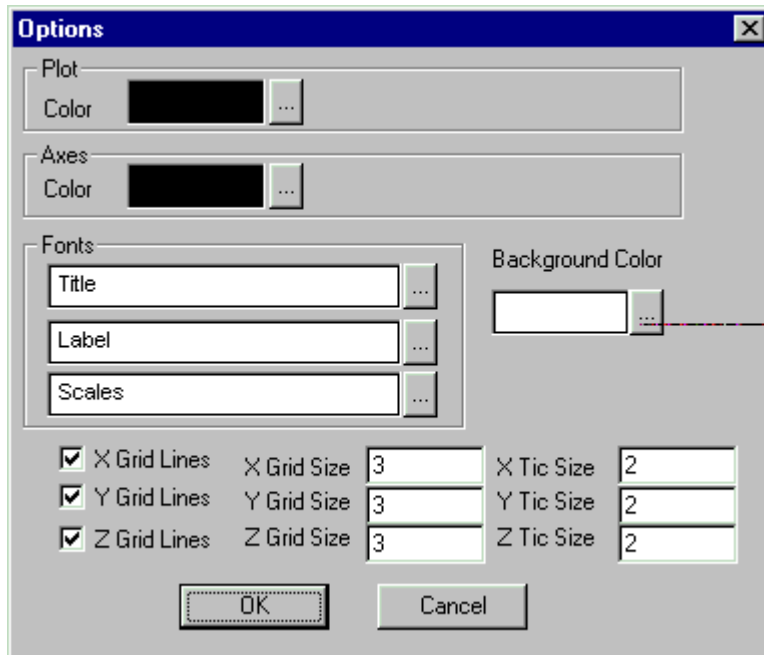 Options
Plot
Color ...
Axes
Color ...
Fonts
Title ...
Label ...
Scales ...
Background Color
...
X Grid Lines X Grid Size 3 X Tic Size 2
Y Grid Lines Y Grid Size 3 Y Tic Size 2
Z Grid Lines Z Grid Size 3 Z Tic Size 2
OK Cancel